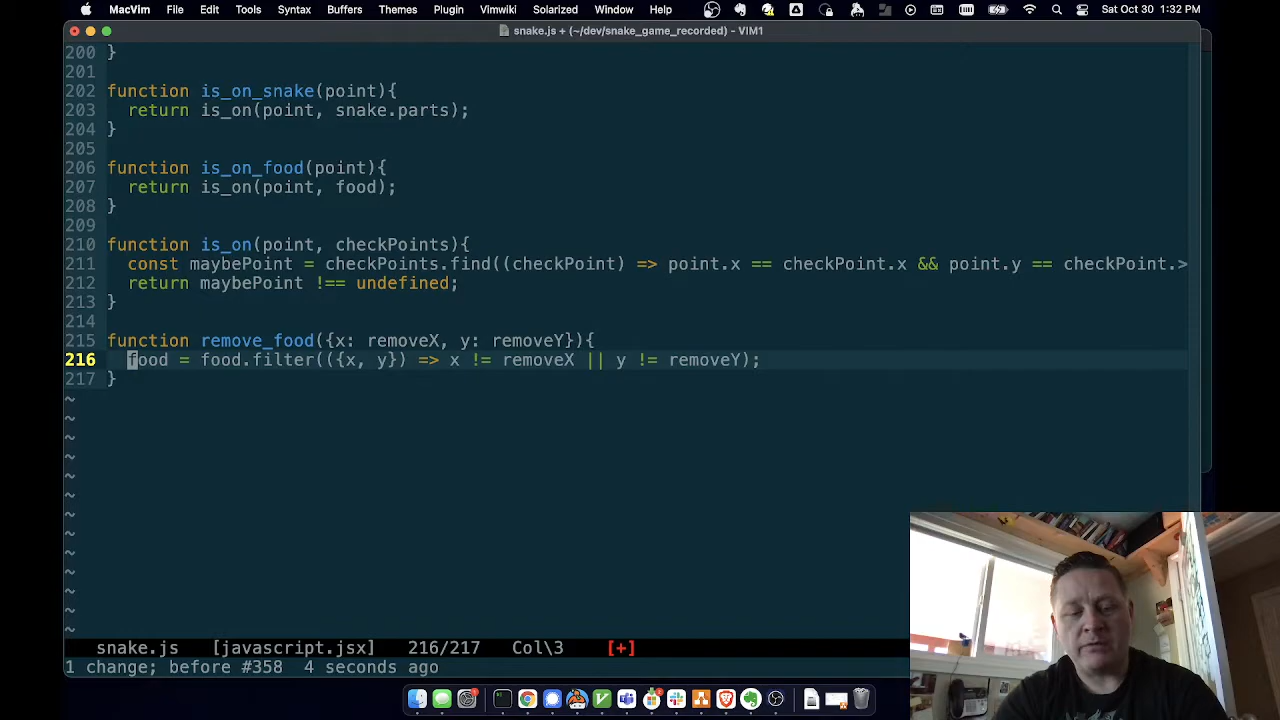 MacVim File Edit Tools Syntax Buffers Themes Plugin Vimwiki Solarized Window Help Sat Oct 30 1:32 PM
snake.js + (~/dev/snake_game_recorded) - VIM1
200 }
201
202 function is_on_snake(point){
203 return is_on(point, snake.parts);
204 }
205
206 function is_on_food(point){
207 return is_on(point, food);
208 }
209
210 function is_on(point, checkPoints){
211 const maybePoint = checkPoints.find((checkPoint) => point.x == checkPoint.x && point.y == checkPoint.>
212 return maybePoint !== undefined;
213 }
214
215 function remove_food({x: removeX, y: removeY}){
216 food = food.filter(({x, y}) => x != removeX || y != removeY);
217 }
~
~
~
~
~
~
~
~
~
~
~
~
~
snake.js [javascript.jsx] 216/217 Col\3 [+]
1 change; before #358 4 seconds ago